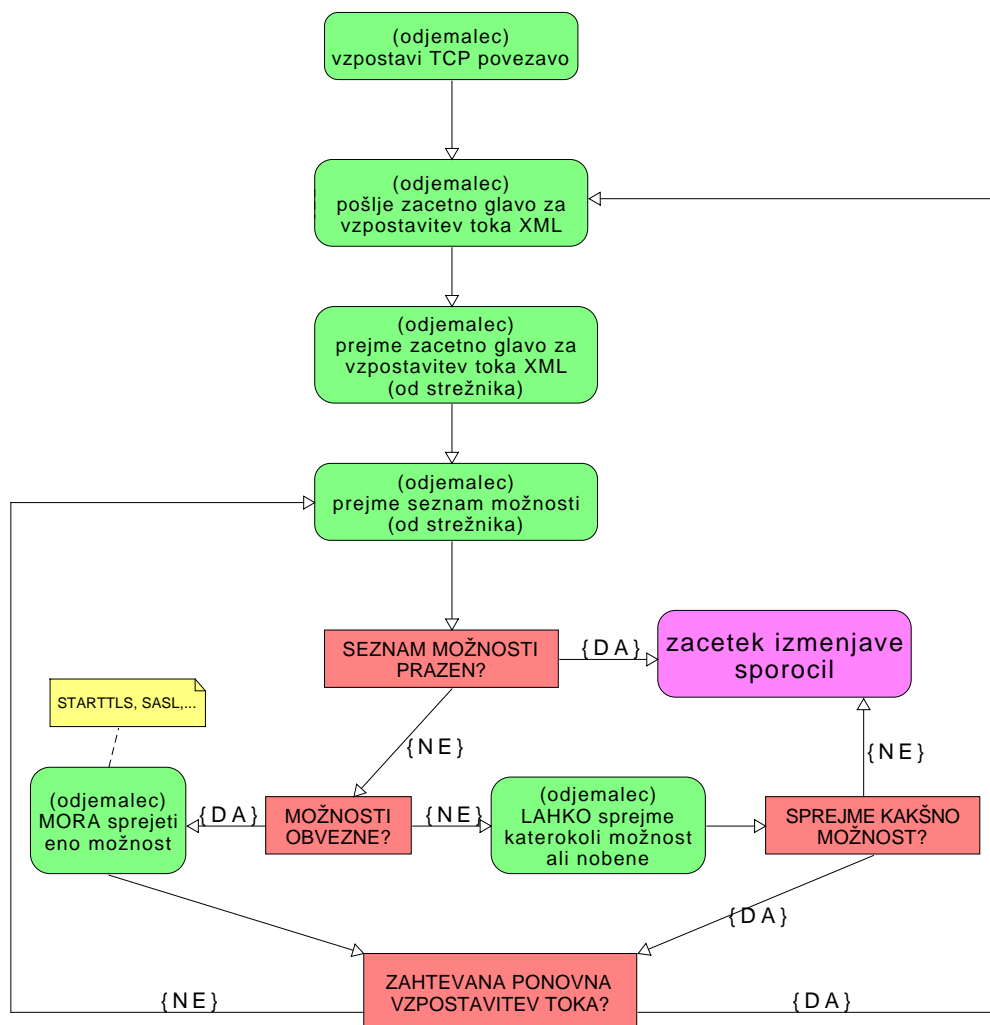 (odjemalec)
vzpostavi TCP povezavo
(odjemalec)
pošlje zacetno glavo za
vzpostavitev toka XML
(odjemalec)
prejme zacetno glavo za
vzpostavitev toka XML
(od strežnika)
(odjemalec)
prejme seznam možnosti
(od strežnika)
SEZNAM MOŽNOSTI
PRAZEN?
{DA}
zacetek izmenjave
sporocil
STARTTLS, SASL,...
{NE}
{NE}
(odjemalec)
MORA sprejeti
eno možnost
{DA}
MOŽNOSTI
OBVEZNE?
{NE}
(odjemalec)
LAHKO sprejme
katerokoli možnost
ali nobene
SPREJME KAKŠNO
MOŽNOST?
{DA}
ZAHTEVANA PONOVNA
VZPOSTAVITEV TOKA?
{NE}
{DA}